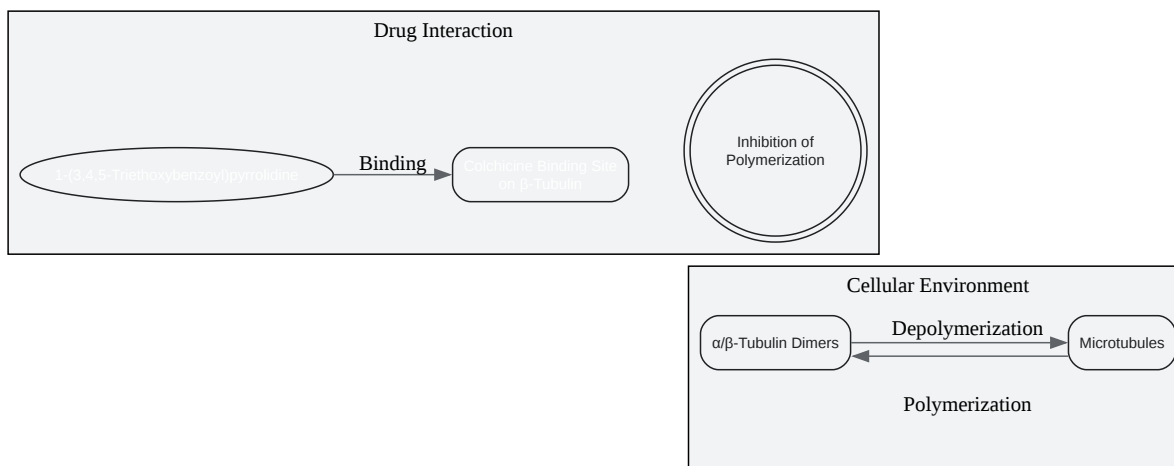 Drug Interaction
1-(3,4,5-Triethoxybenzoyl)pyrrolidine
Binding
Colchicine Binding Site
on β-Tubulin
Inhibition of
Polymerization
Cellular Environment
α/β-Tubulin Dimers
Depolymerization
Microtubules
Polymerization